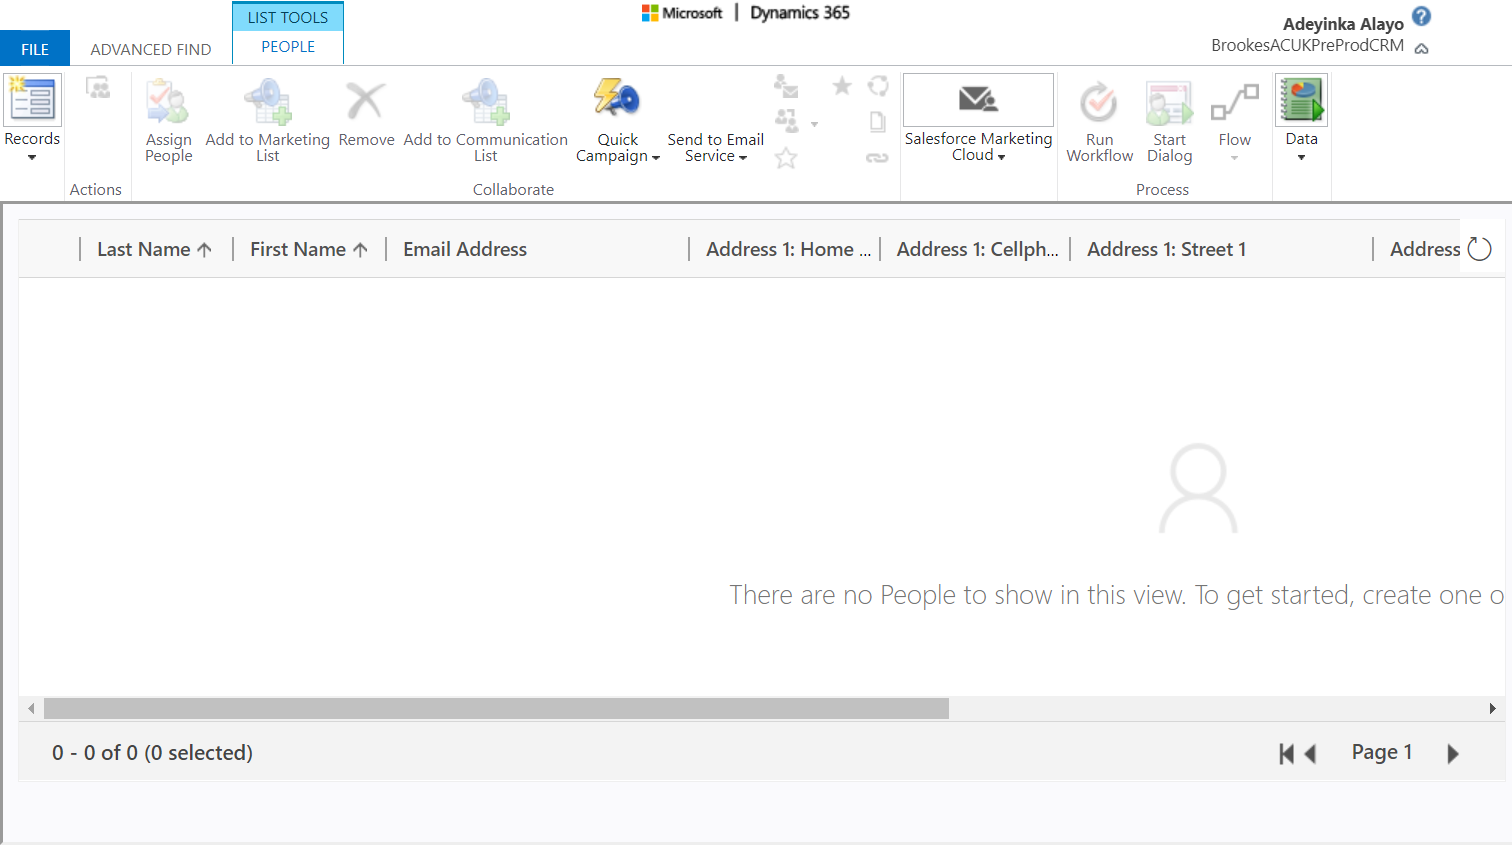 LIST TOOLS
Microsoft | Dynamics 365
Adeyinka Alayo
FILE
ADVANCED FIND
PEOPLE
BrookesACUKPreProdCRM
Records
Assign People
Add to Marketing List
Remove
Add to Communication List
Quick Campaign
Send to Email Service
Salesforce Marketing Cloud
Run Workflow
Start Dialog
Flow
Data
Actions
Collaborate
Process
Last Name
First Name
Email Address
Address 1: Home ...
Address 1: Cellph...
Address 1: Street 1
Address
There are no People to show in this view. To get started, create one o
0 - 0 of 0 (0 selected)
Page 1